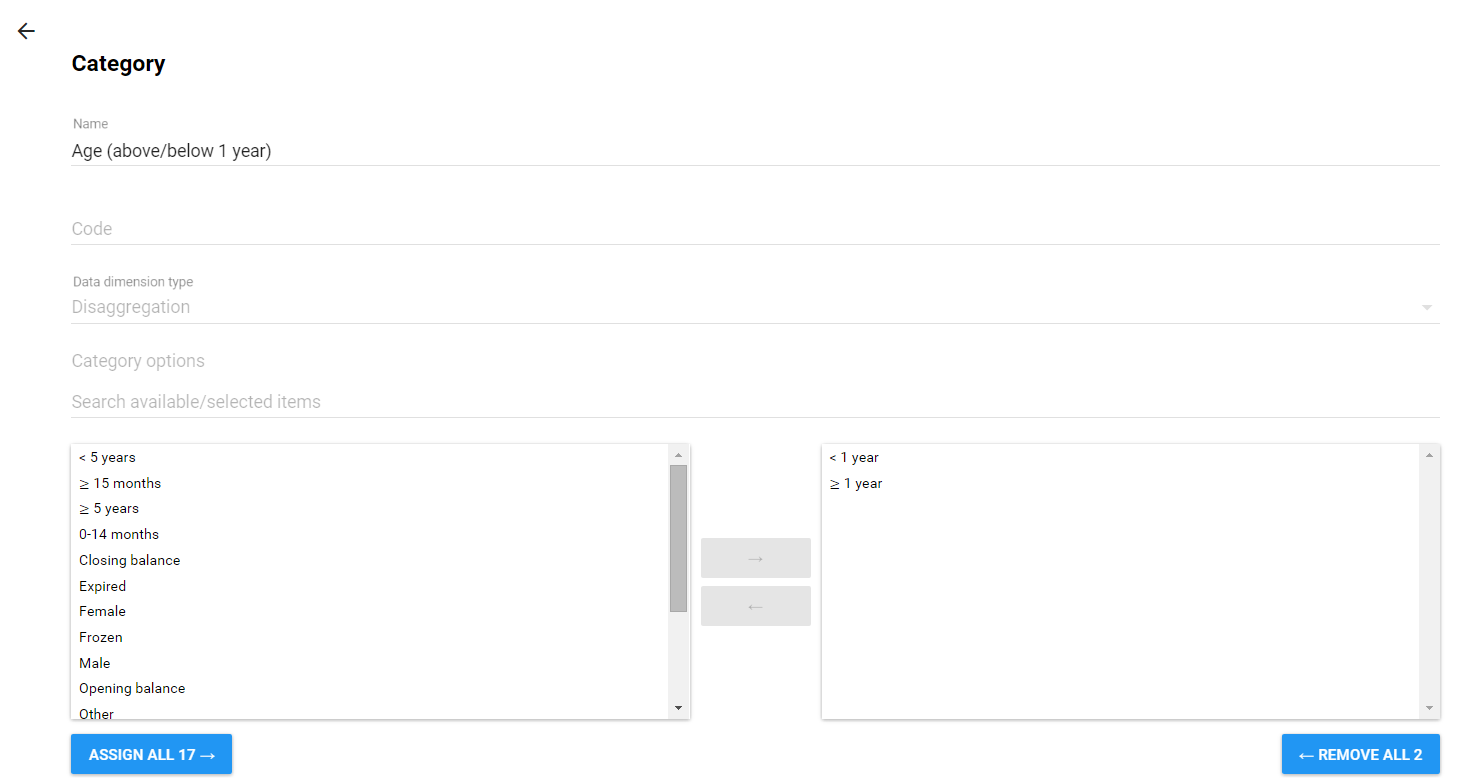 Category
Name
Age (above/below 1 year)
Code
Data dimension type
Disaggregation
Category options
Search available/selected items
< 5 years
≥ 15 months
≥ 5 years
0-14 months
Closing balance
Expired
Female
Frozen
Male
Opening balance
Other
→
←
< 1 year
≥ 1 year
ASSIGN ALL 17 →
← REMOVE ALL 2